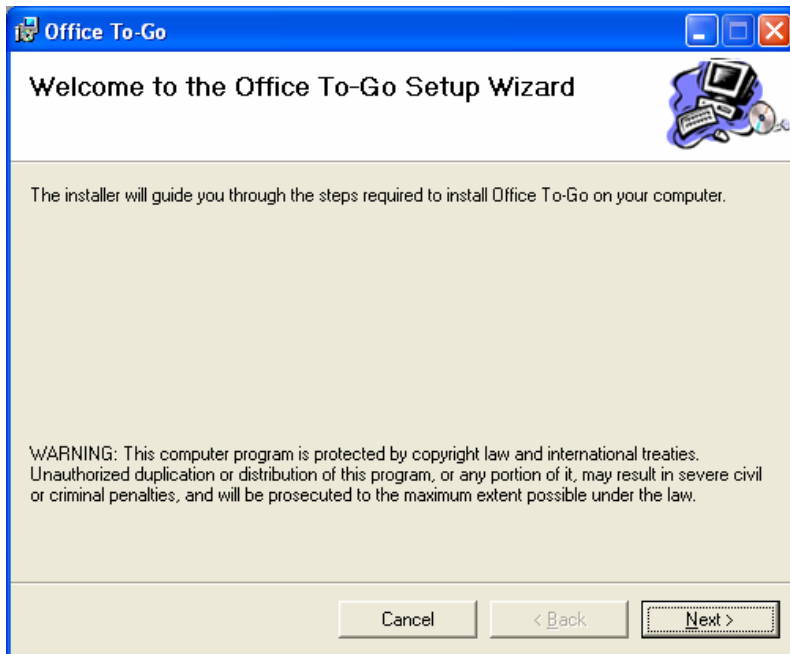 Office To-Go
Welcome to the Office To-Go Setup Wizard
The installer will guide you through the steps required to install Office To-Go on your computer.
WARNING: This computer program is protected by copyright law and international treaties.
Unauthorized duplication or distribution of this program, or any portion of it, may result in severe civil
or criminal penalties, and will be prosecuted to the maximum extent possible under the law.
Cancel
< Back
Next >